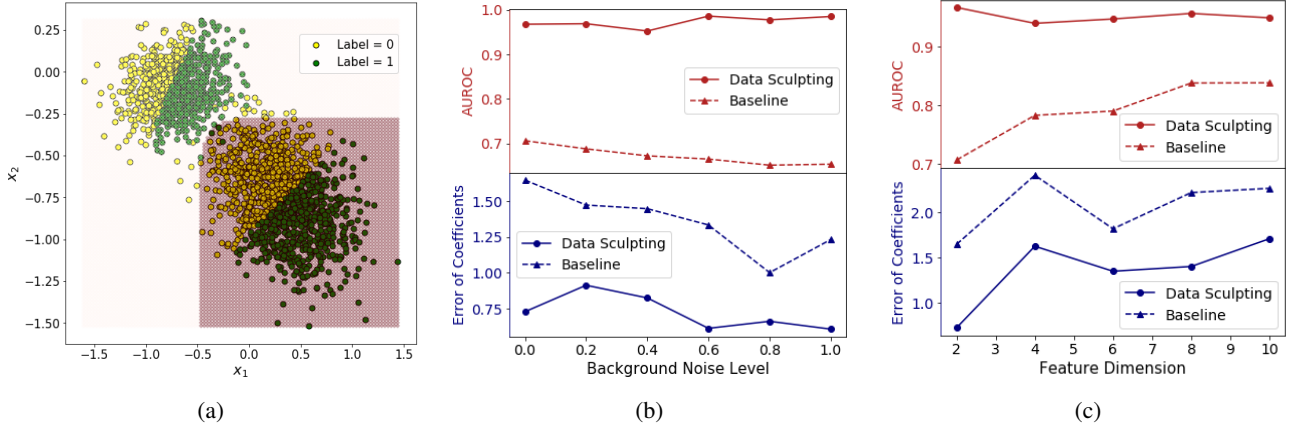 0.25
0.00
−0.25
−0.50
−0.75
−1.00
−1.25
−1.50
x₂
−1.5
−1.0
−0.5
0.0
0.5
1.0
1.5
x₁
Label = 0
Label = 1
(a)
1.0
0.9
0.8
0.7
AUROC
Data Sculpting
Baseline
1.50
1.25
1.00
0.75
Error of Coefficients
Data Sculpting
Baseline
0.0
0.2
0.4
0.6
0.8
1.0
Background Noise Level
(b)
0.9
0.8
0.7
AUROC
Data Sculpting
Baseline
2.0
1.5
1.0
Error of Coefficients
Data Sculpting
Baseline
2
3
4
5
6
7
8
9
10
Feature Dimension
(c)